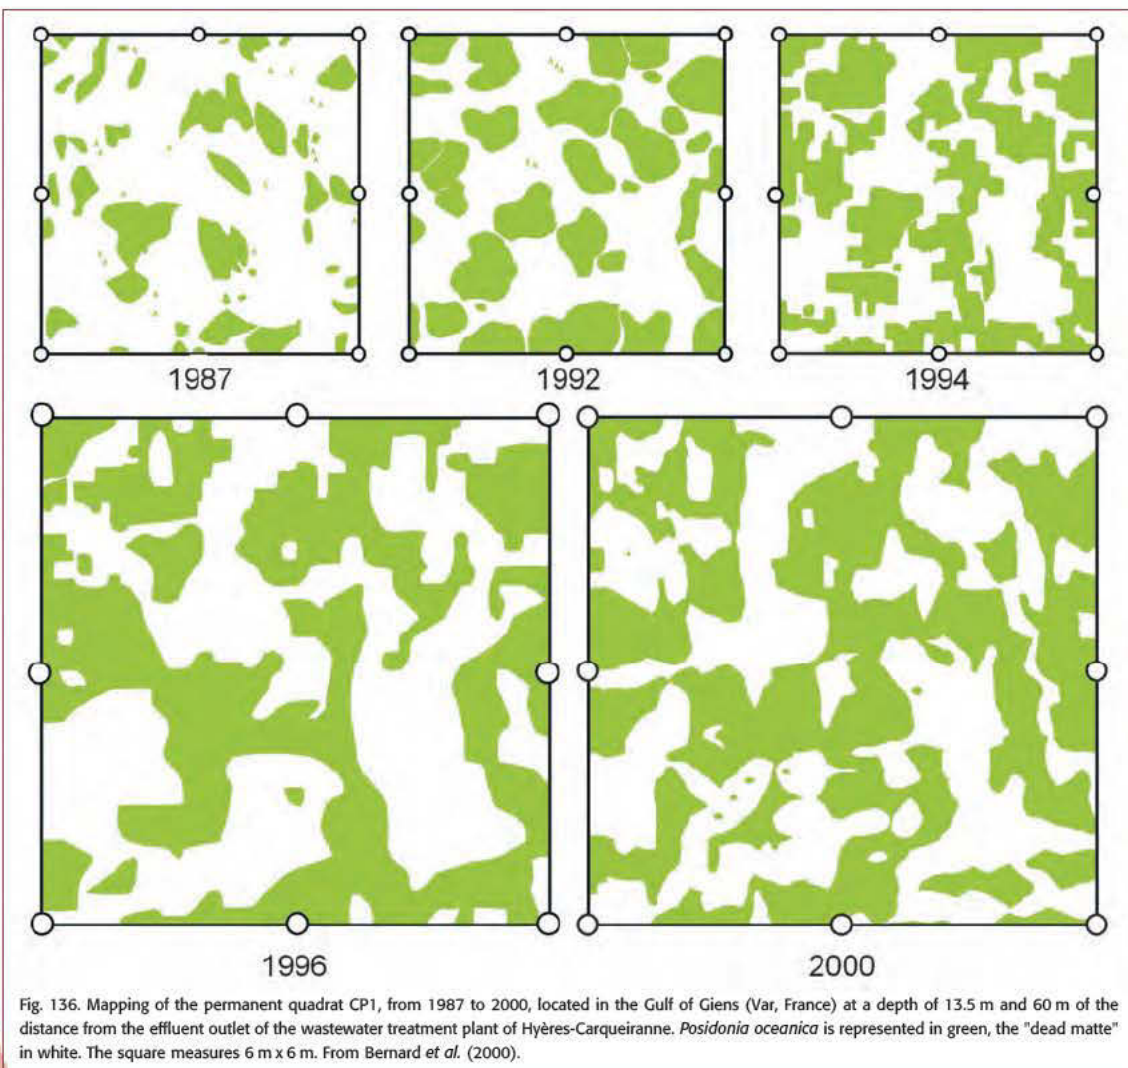 1987
1992
1994
1996
2000
Fig. 136. Mapping of the permanent quadrat CP1, from 1987 to 2000, located in the Gulf of Giens (Var, France) at a depth of 13.5 m and 60 m of the
distance from the effluent outlet of the wastewater treatment plant of Hyères-Carqueiranne. Posidonia oceanica is represented in green, the "dead matte"
in white. The square measures 6 m x 6 m. From Bernard et al. (2000).